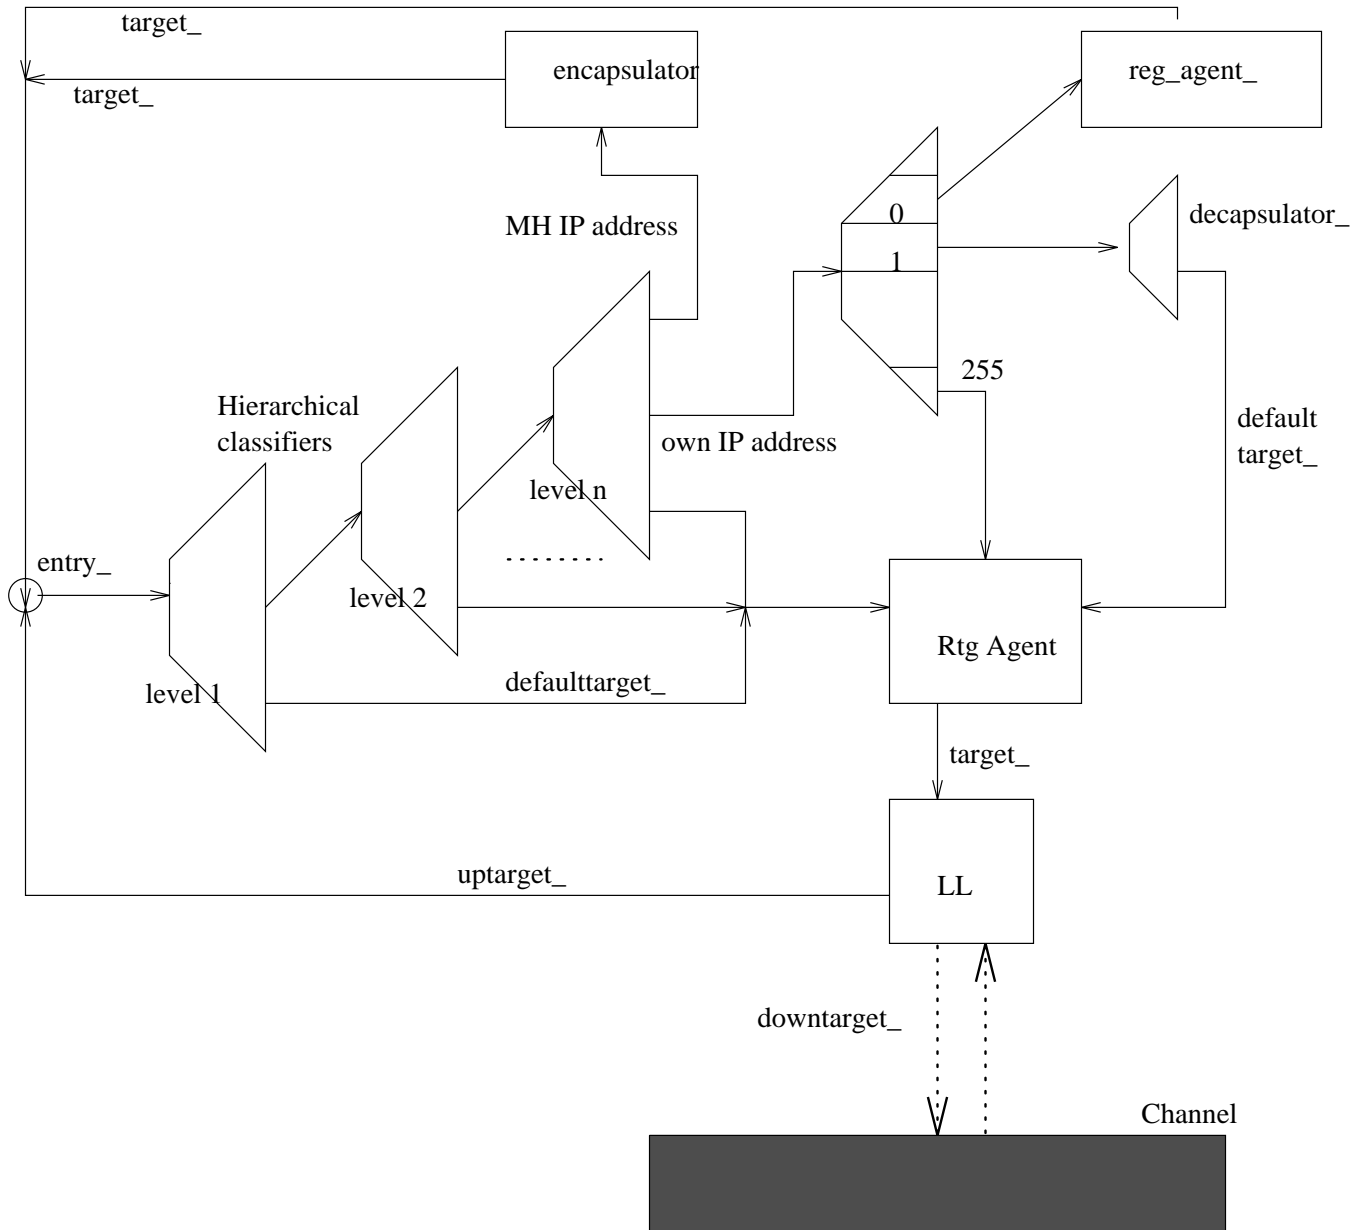 target_
encapsulator
reg_agent_
target_
0
decapsulator_
MH IP address
1
255
Hierarchical
classifiers
default
target_
own IP address
level n
entry_
level 2
Rtg Agent
defaulttarget_
level 1
target_
uptarget_
LL
downtarget_
Channel